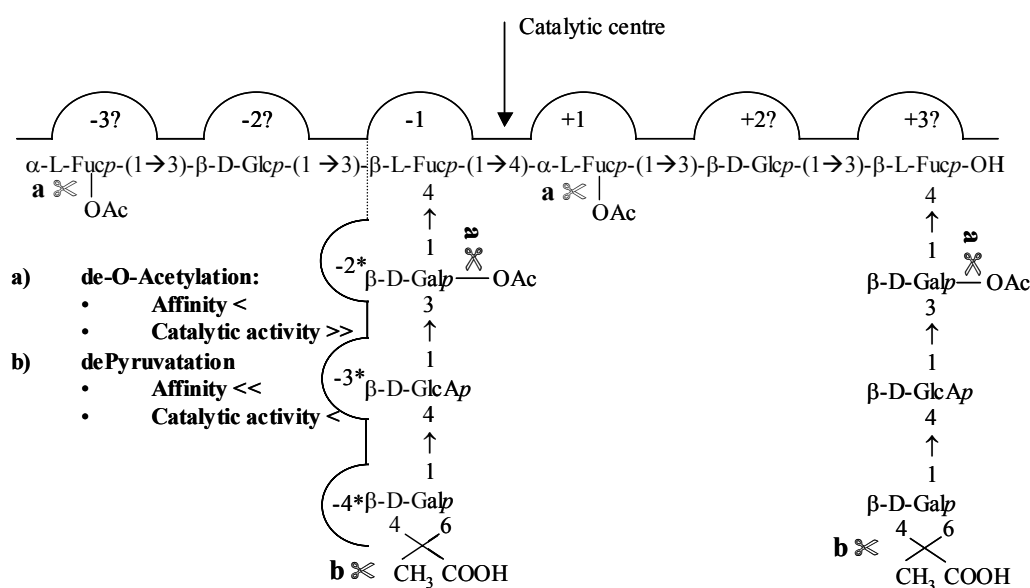 Catalytic centre
-3? -2? -1 +1 +2? +3?
α-L-Fucp-(1→3)-β-D-Glcp-(1→3)-β-L-Fucp-(1→4)-α-L-Fucp-(1→3)-β-D-Glcp-(1→3)-β-L-Fucp-OH
a ✄ a ✄
OAc 4 OAc 4
↑ ↑
1 a ✄ 1 a ✄
-2* β-D-Galp—OAc β-D-Galp—OAc
a) de-O-Acetylation: 3 3
• Affinity < ↑ ↑
• Catalytic activity >> 1 1
b) dePyruvatation
• Affinity << -3* β-D-GlcAp β-D-GlcAp
• Catalytic activity < 4 4
↑ ↑
1 1
-4* β-D-Galp β-D-Galp
4 6 4 6
b ✄ b ✄
CH3 COOH CH3 COOH